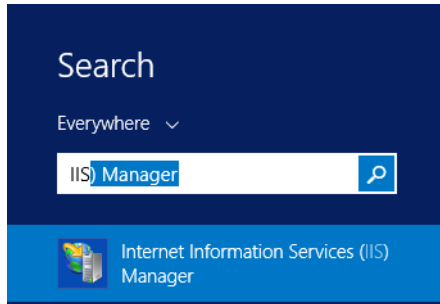 Search
Everywhere
IIS) Manager
Internet Information Services (IIS)
Manager